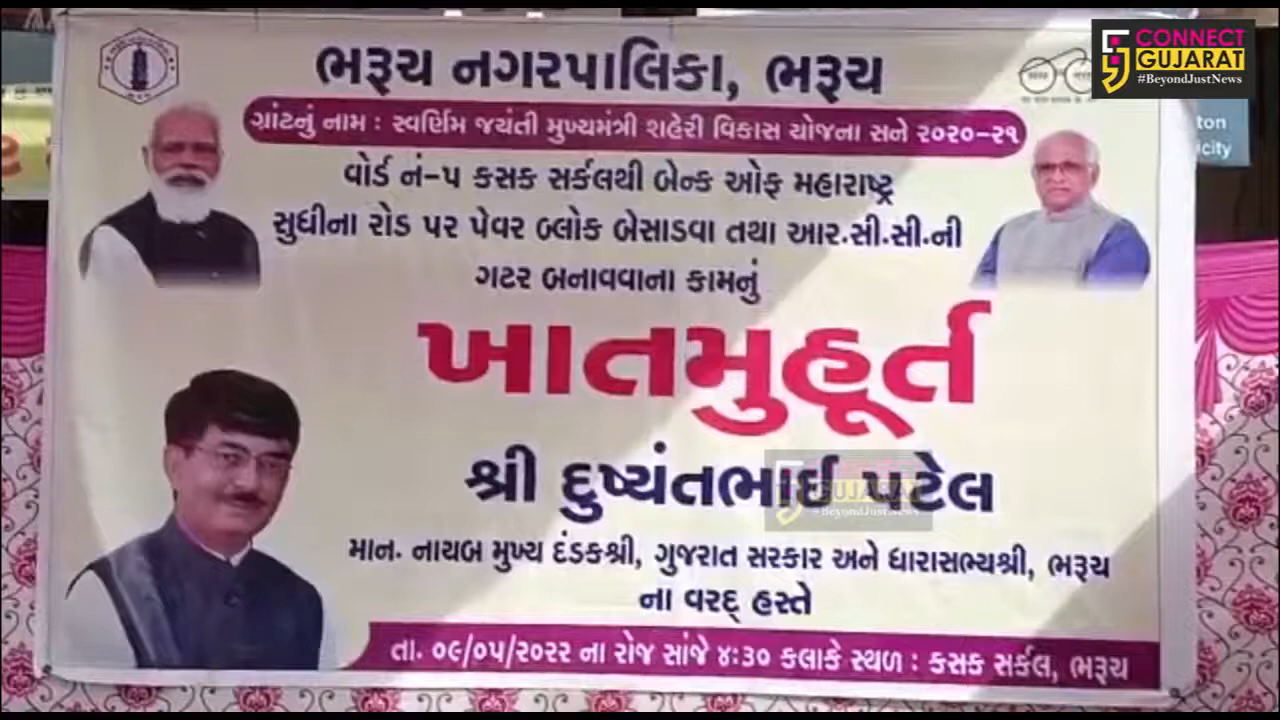 CONNECT
GUJARAT
#BeyondJustNews
ભરૂચ નગરપાલિકા, ભરૂચ
ગ્રાંટનું નામ : સ્વર્ણિમ જયંતી મુખ્યમંત્રી શહેરી વિકાસ યોજના સને ૨૦૨૦-૨૧
વોર્ડ નં-૫ કસક સર્કલથી બેન્ક ઓફ મહારાષ્ટ્ર
સુધીના રોડ પર પેવર બ્લોક બેસાડવા તથા આર.સી.સી.ની
ગટર બનાવવાના કામનું
ખાતમુહૂર્ત
શ્રી દુષ્યંતભાઈ પટેલ
GUJARAT
#BeyondJustNews
માન. નાયબ મુખ્ય દંડકશ્રી, ગુજરાત સરકાર અને ધારાસભ્યશ્રી, ભરૂચ
ના વરદ્ હસ્તે
તા. ૦૯/૦૫/૨૦૨૨ ના રોજ સાંજે ૪:૩૦ કલાકે સ્થળ : કસક સર્કલ, ભરૂચ